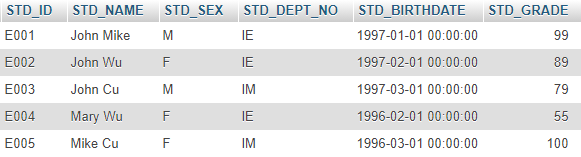 STD_ID STD_NAME STD_SEX STD_DEPT_NO STD_BIRTHDATE STD_GRADE
E001 John Mike M IE 1997-01-01 00:00:00 99
E002 John Wu F IE 1997-02-01 00:00:00 89
E003 John Cu M IM 1997-03-01 00:00:00 79
E004 Mary Wu F IE 1996-02-01 00:00:00 55
E005 Mike Cu F IM 1996-03-01 00:00:00 100